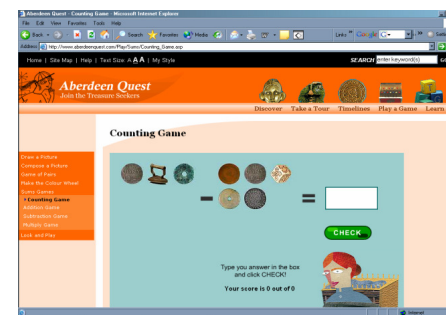 Aberdeen Quest - Counting Game - Microsoft Internet Explorer
File Edit View Favorites Tools Help
Back Search Favorites Media Links Google
Address http://www.aberdeenquest.com/Play/Sums/Counting_Game.asp
Home | Site Map | Help | Text Size: A A A | My Style SEARCH enter keyword(s) GO
Aberdeen Quest
Join the Treasure Seekers
Discover Take a Tour Timelines Play a Game Learn
Counting Game
Draw a Picture
Compose a Picture
Game of Pairs
Make the Colour Wheel
Sums Games
Counting Game
Addition Game
Subtraction Game
Multiply Game
Look and Play
- =
CHECK
Type you answer in the box
and click CHECK!
Your score is 0 out of 0
Internet